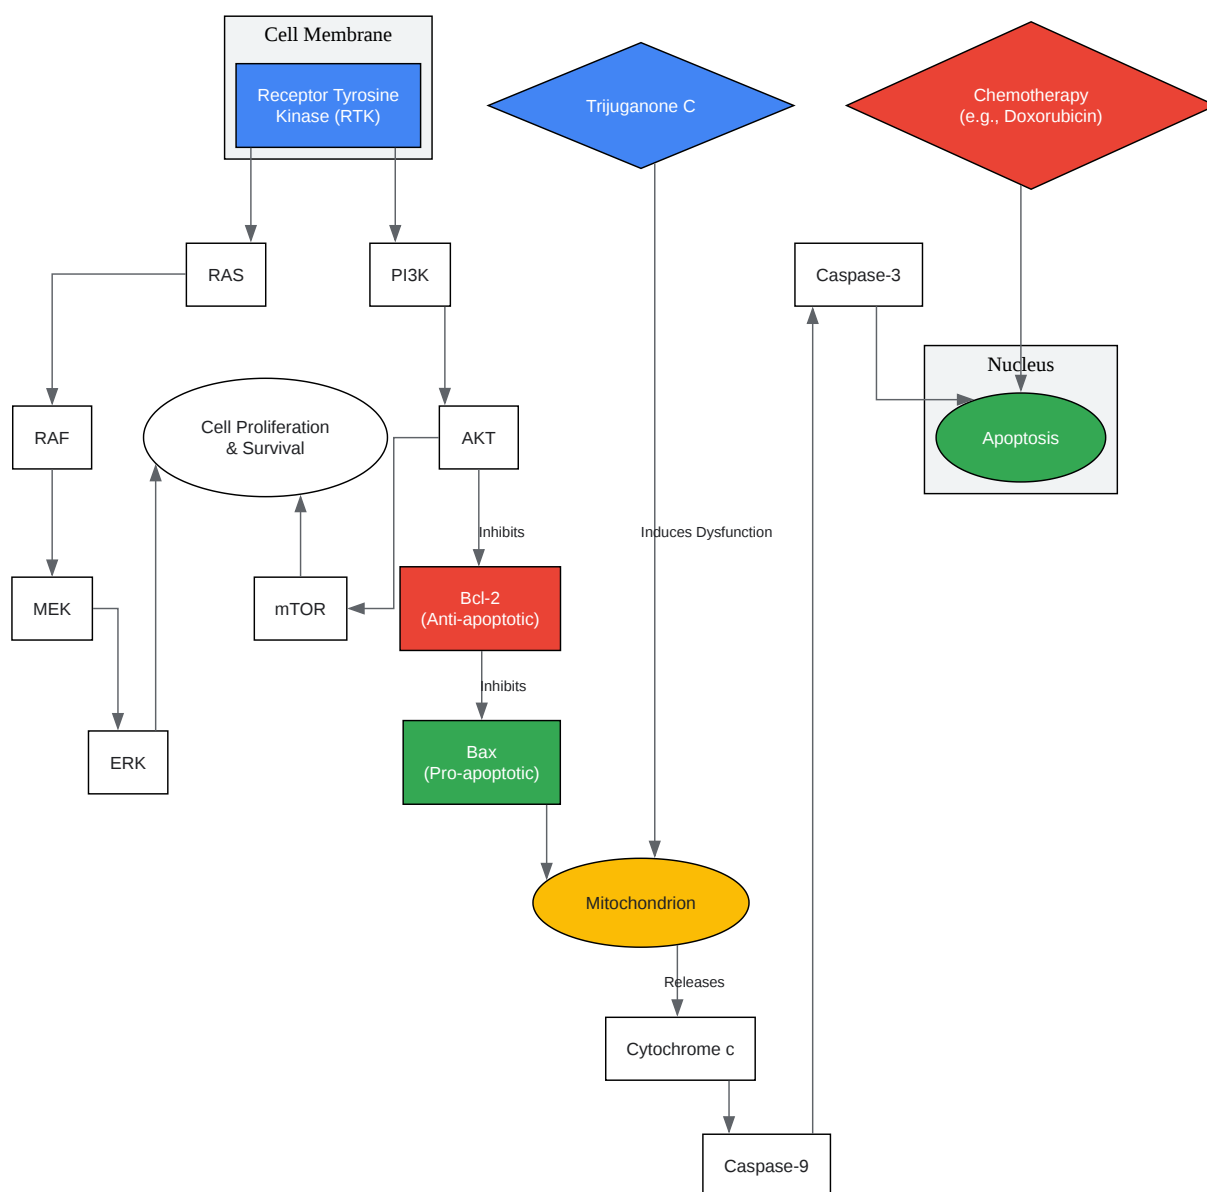 Cell Membrane
Receptor Tyrosine
Kinase (RTK)
Trijuganone C
Chemotherapy
(e.g., Doxorubicin)
RAS
PI3K
Caspase-3
Nucleus
RAF
Cell Proliferation
& Survival
AKT
Apoptosis
Inhibits
Induces Dysfunction
MEK
mTOR
Bcl-2
(Anti-apoptotic)
Inhibits
ERK
Bax
(Pro-apoptotic)
Mitochondrion
Releases
Cytochrome c
Caspase-9